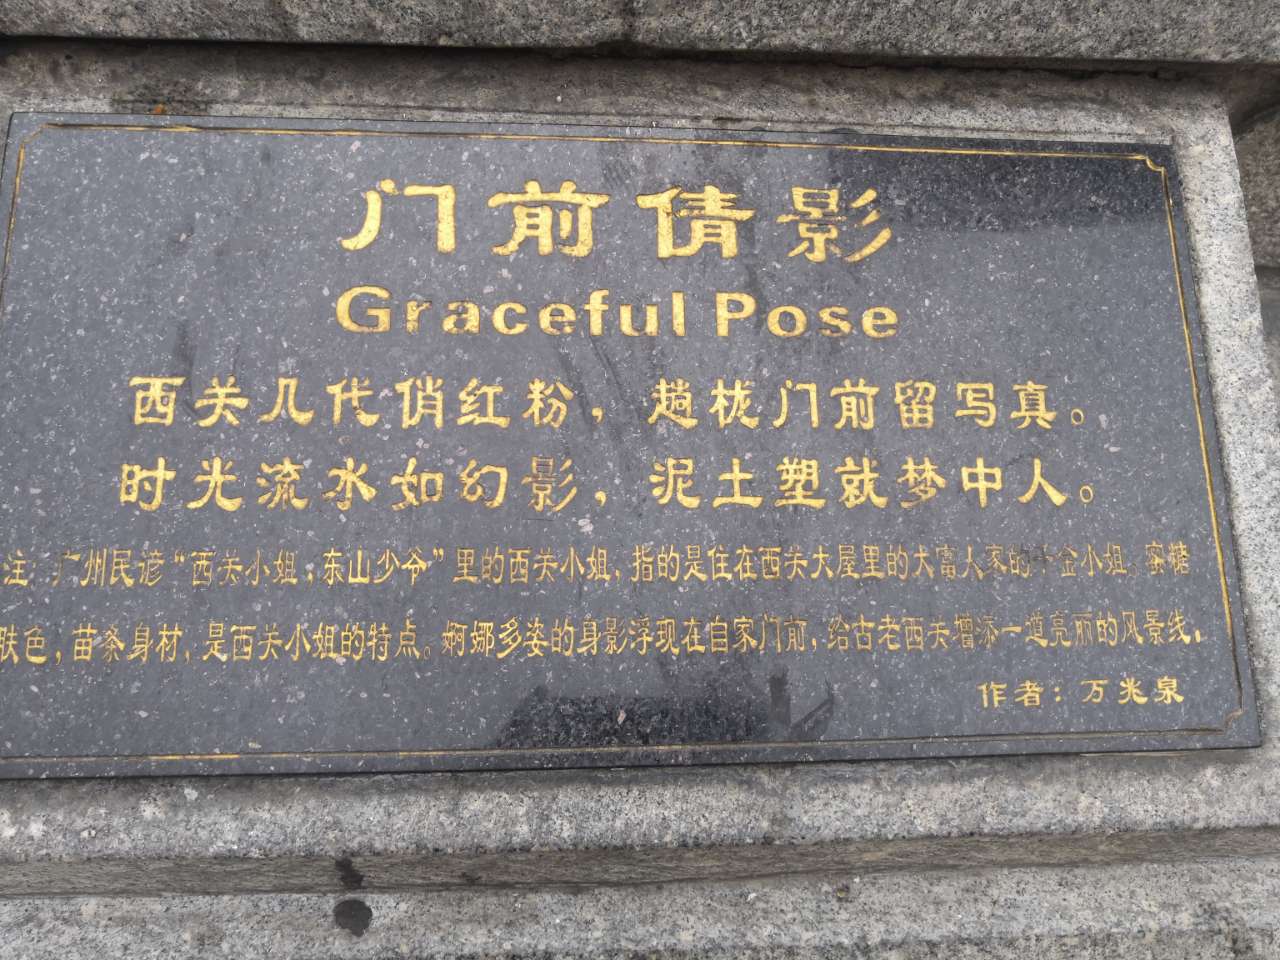 门前倩影
Graceful Pose
西关几代俏红粉，趟栊门前留写真。
时光流水如幻影，泥土塑就梦中人。
注：广州民谚“西关小姐，东山少爷”里的西关小姐，指的是住在西关大屋里的大富人家的千金小姐。蜜糖
肤色，苗条身材，是西关小姐的特点。婀娜多姿的身影浮现在自家门前，给古老西关增添一道亮丽的风景线。
作者：万兆泉